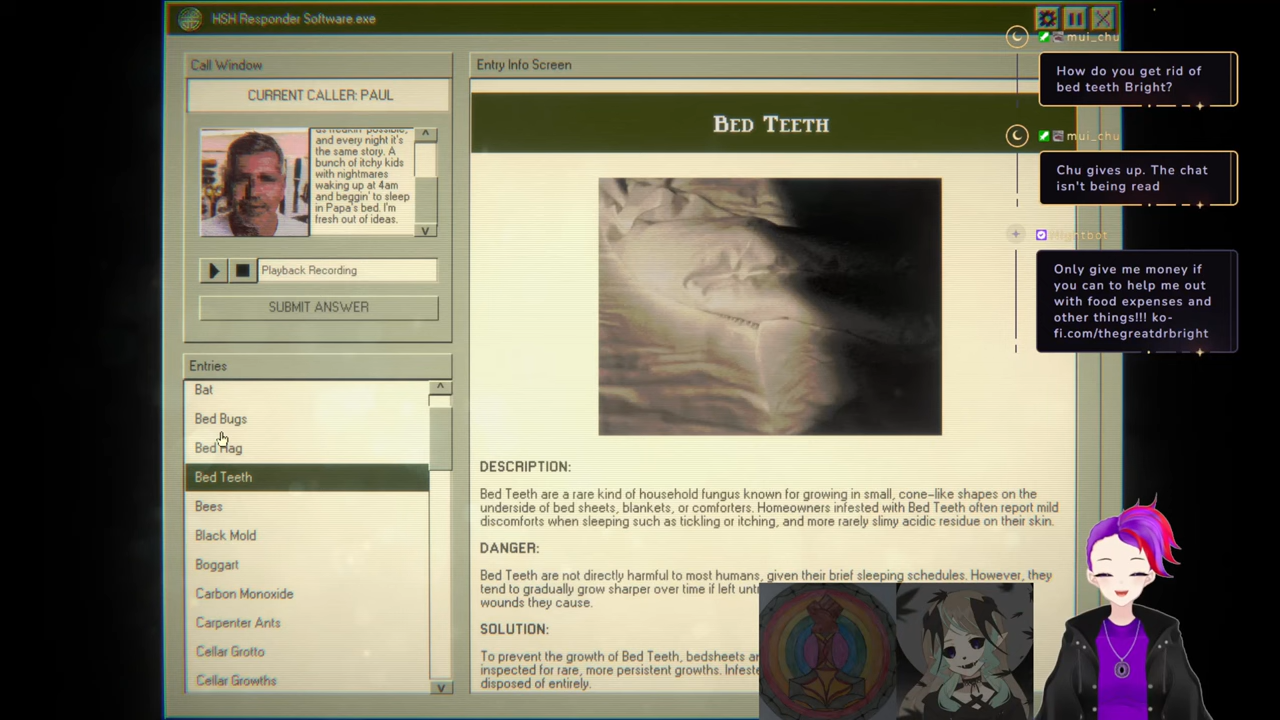 HSH Responder Software.exe
Call Window
CURRENT CALLER: PAUL
as freakin' possible,
and every night it's
the same story. A
bunch of itchy kids
with nightmares
waking up at 4am
and beggin' to sleep
in Papa's bed. I'm
fresh out of ideas.
Playback Recording
SUBMIT ANSWER
Entries
Bat
Bed Bugs
Bed Hag
Bed Teeth
Bees
Black Mold
Boggart
Carbon Monoxide
Carpenter Ants
Cellar Grotto
Cellar Growths
Entry Info Screen
BED TEETH
DESCRIPTION:
Bed Teeth are a rare kind of household fungus known for growing in small, cone-like shapes on the
underside of bed sheets, blankets, or comforters. Homeowners infested with Bed Teeth often report mild
discomforts when sleeping such as tickling or itching, and more rarely slimy acidic residue on their skin.
DANGER:
Bed Teeth are not directly harmful to most humans, given their brief sleeping schedules. However, they
tend to gradually grow sharper over time if left
wounds they cause.
SOLUTION:
To prevent the growth of Bed Teeth, bedsheets
inspected for rare, more persistent growths.
disposed of entirely.
mui_chu
How do you get rid of
bed teeth Bright?
mui_chu
Chu gives up. The chat
isn't being read
Nightbot
Only give me money if
you can to help me out
with food expenses and
other things!!! ko-
fi.com/thegreatdrbright